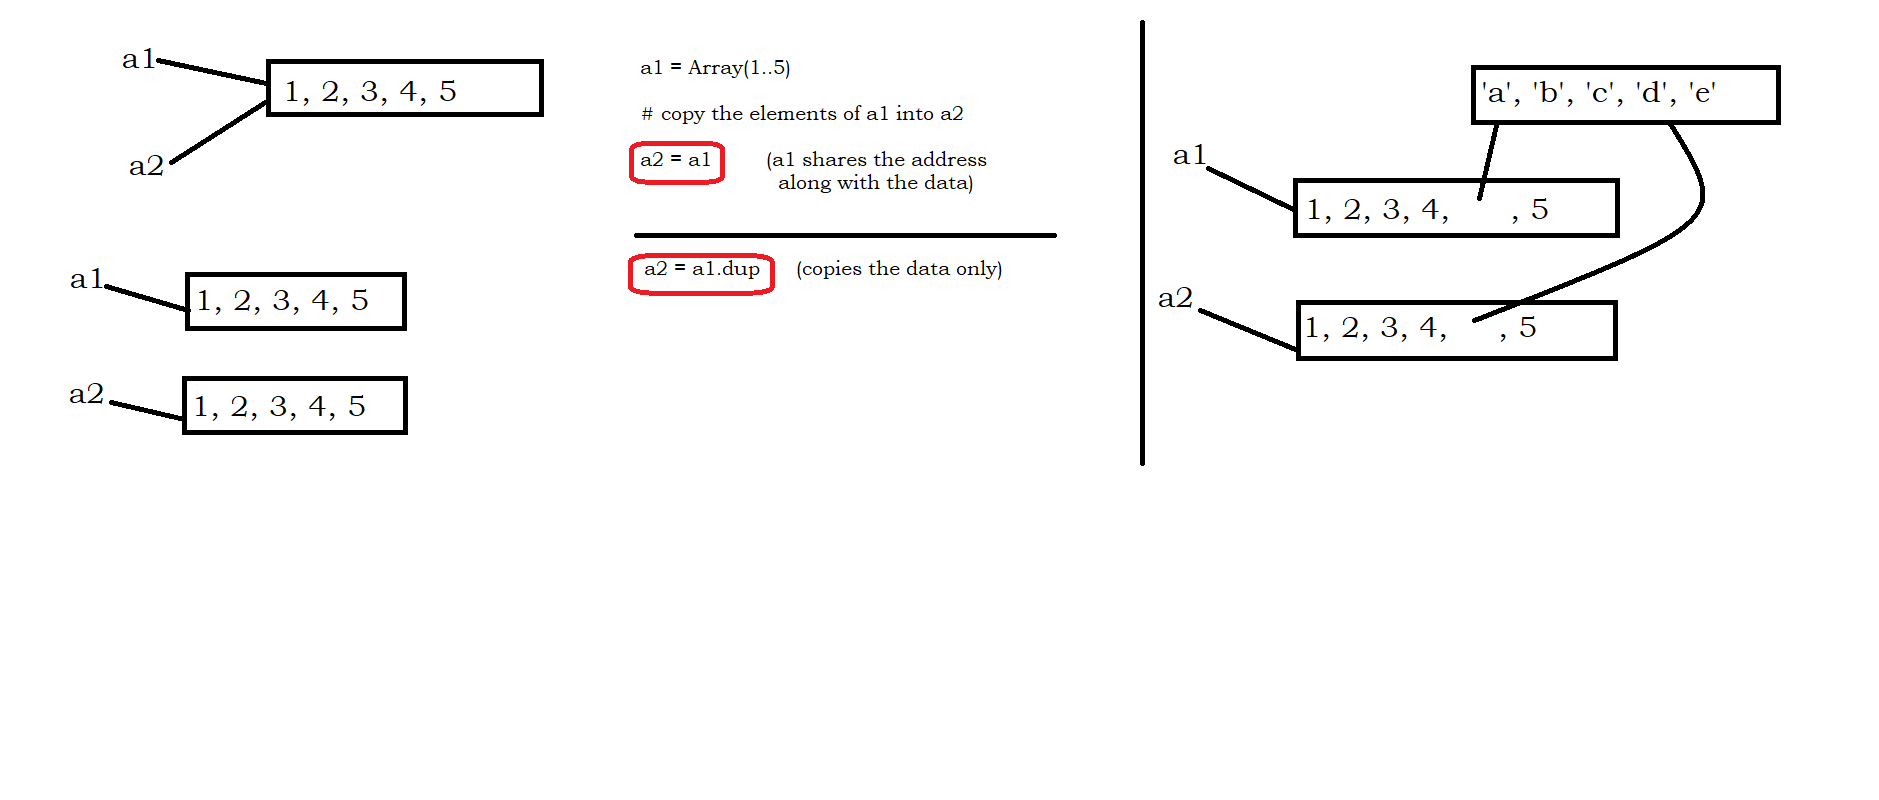 a1
1, 2, 3, 4, 5
a2
a1
1, 2, 3, 4, 5
a2
1, 2, 3, 4, 5
a1 = Array(1..5)
# copy the elements of a1 into a2
a2 = a1 (a1 shares the address
along with the data)
a2 = a1.dup (copies the data only)
'a', 'b', 'c', 'd', 'e'
a1
1, 2, 3, 4, , 5
a2
1, 2, 3, 4, , 5